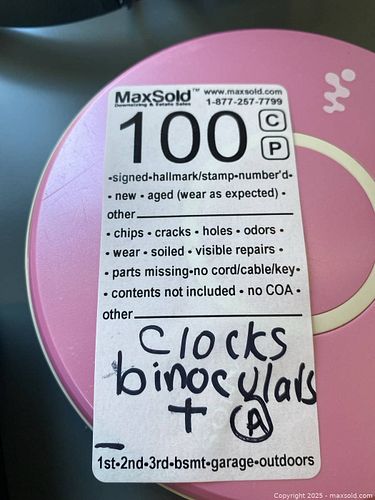 MaxSold™ www.maxsold.com
Downsizing & Estate Sales 1-877-257-7799
100 C
P
•signed•hallmark/stamp•number'd•
• new • aged (wear as expected) •
other
• chips • cracks • holes • odors •
• wear • soiled • visible repairs •
• parts missing•no cord/cable/key•
• contents not included • no COA •
other
clocks
binoculars
+ A
1st•2nd•3rd•bsmt•garage•outdoors
Copyright 2025 - maxsold.com